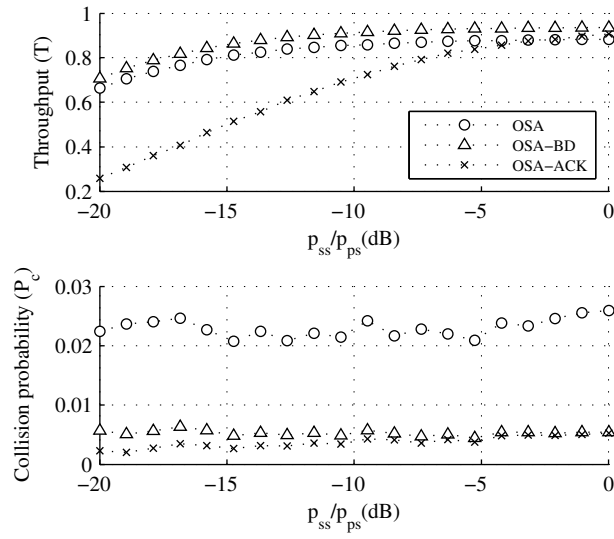 1
0.8
0.6
0.4
0.2
Throughput (T)
OSA
OSA−BD
OSA−ACK
−20
−15
−10
−5
0
p_ss/p_ps(dB)
0.03
0.02
0.01
0
Collision probability (P_c)
−20
−15
−10
−5
0
p_ss/p_ps(dB)